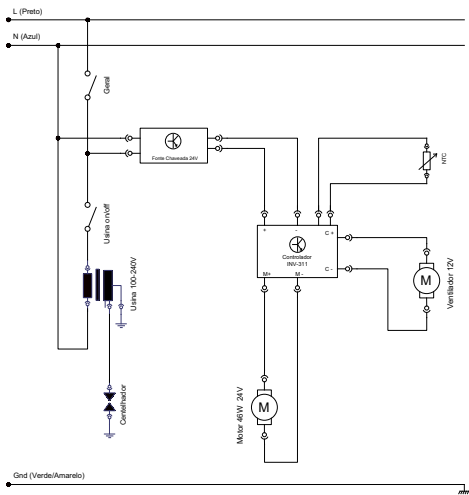 L (Preto)
N (Azul)
Geral
Fonte Chaveada 24V
NTC
Usina on/off
+
-
C +
Controlador
INV-311
M+
M -
C -
M
Ventilador 12V
Usina 100-240V
Centelhador
Motor 46W 24V
M
Gnd (Verde/Amarelo)